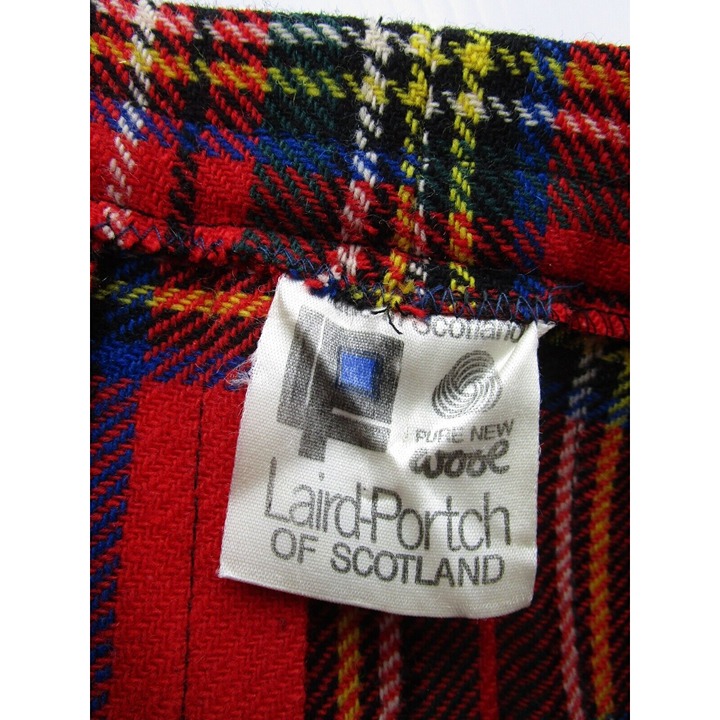 Scotland
PURE NEW
wool
Laird-Portch
OF SCOTLAND